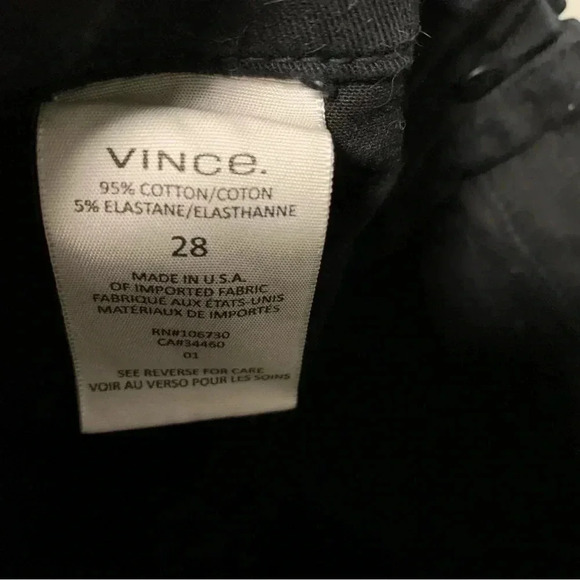 VINCE.
95% COTTON/COTON
5% ELASTANE/ELASTHANNE
28
MADE IN U.S.A.
OF IMPORTED FABRIC
FABRIQUÉ AUX ÉTATS-UNIS
MATÉRIAUX DE IMPORTÉS
RN#106730
CA#34460
01
SEE REVERSE FOR CARE
VOIR AU VERSO POUR LES SOINS